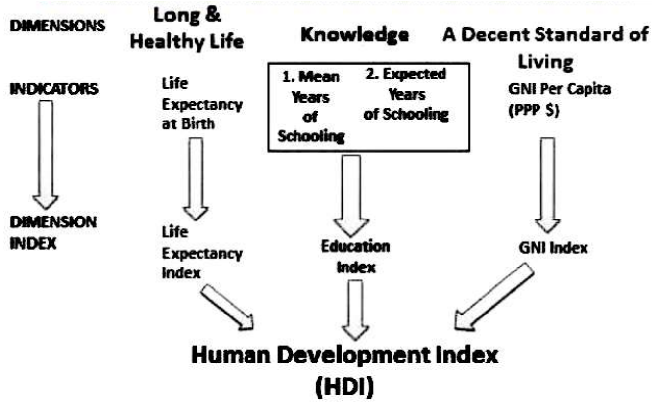 DIMENSIONS
Long &
Healthy Life
Knowledge
A Decent Standard of
Living
INDICATORS
Life
Expectancy
at Birth
1. Mean
Years
of
Schooling
2. Expected
Years
of Schooling
GNI Per Capita
(PPP $)
DIMENSION
INDEX
Life
Expectancy
Index
Education
Index
GNI Index
Human Development Index
(HDI)